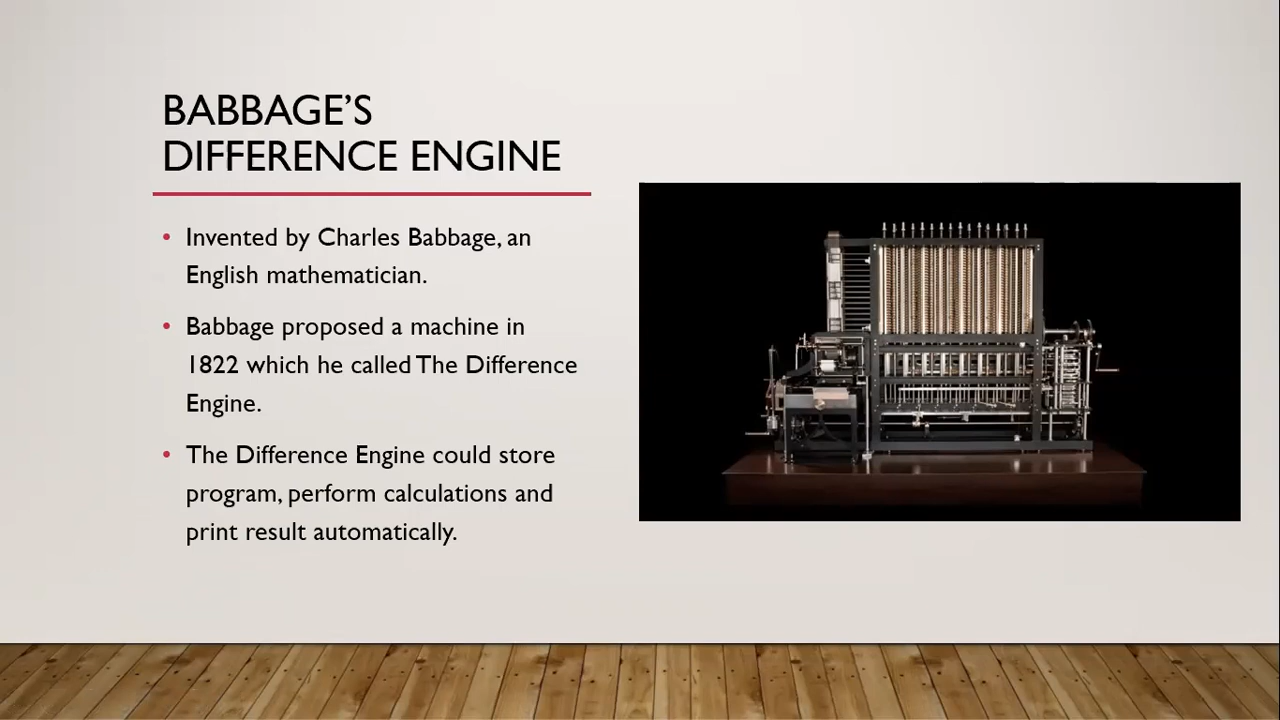 BABBAGE’S
DIFFERENCE ENGINE
• Invented by Charles Babbage, an
English mathematician.
• Babbage proposed a machine in
1822 which he called The Difference
Engine.
• The Difference Engine could store
program, perform calculations and
print result automatically.